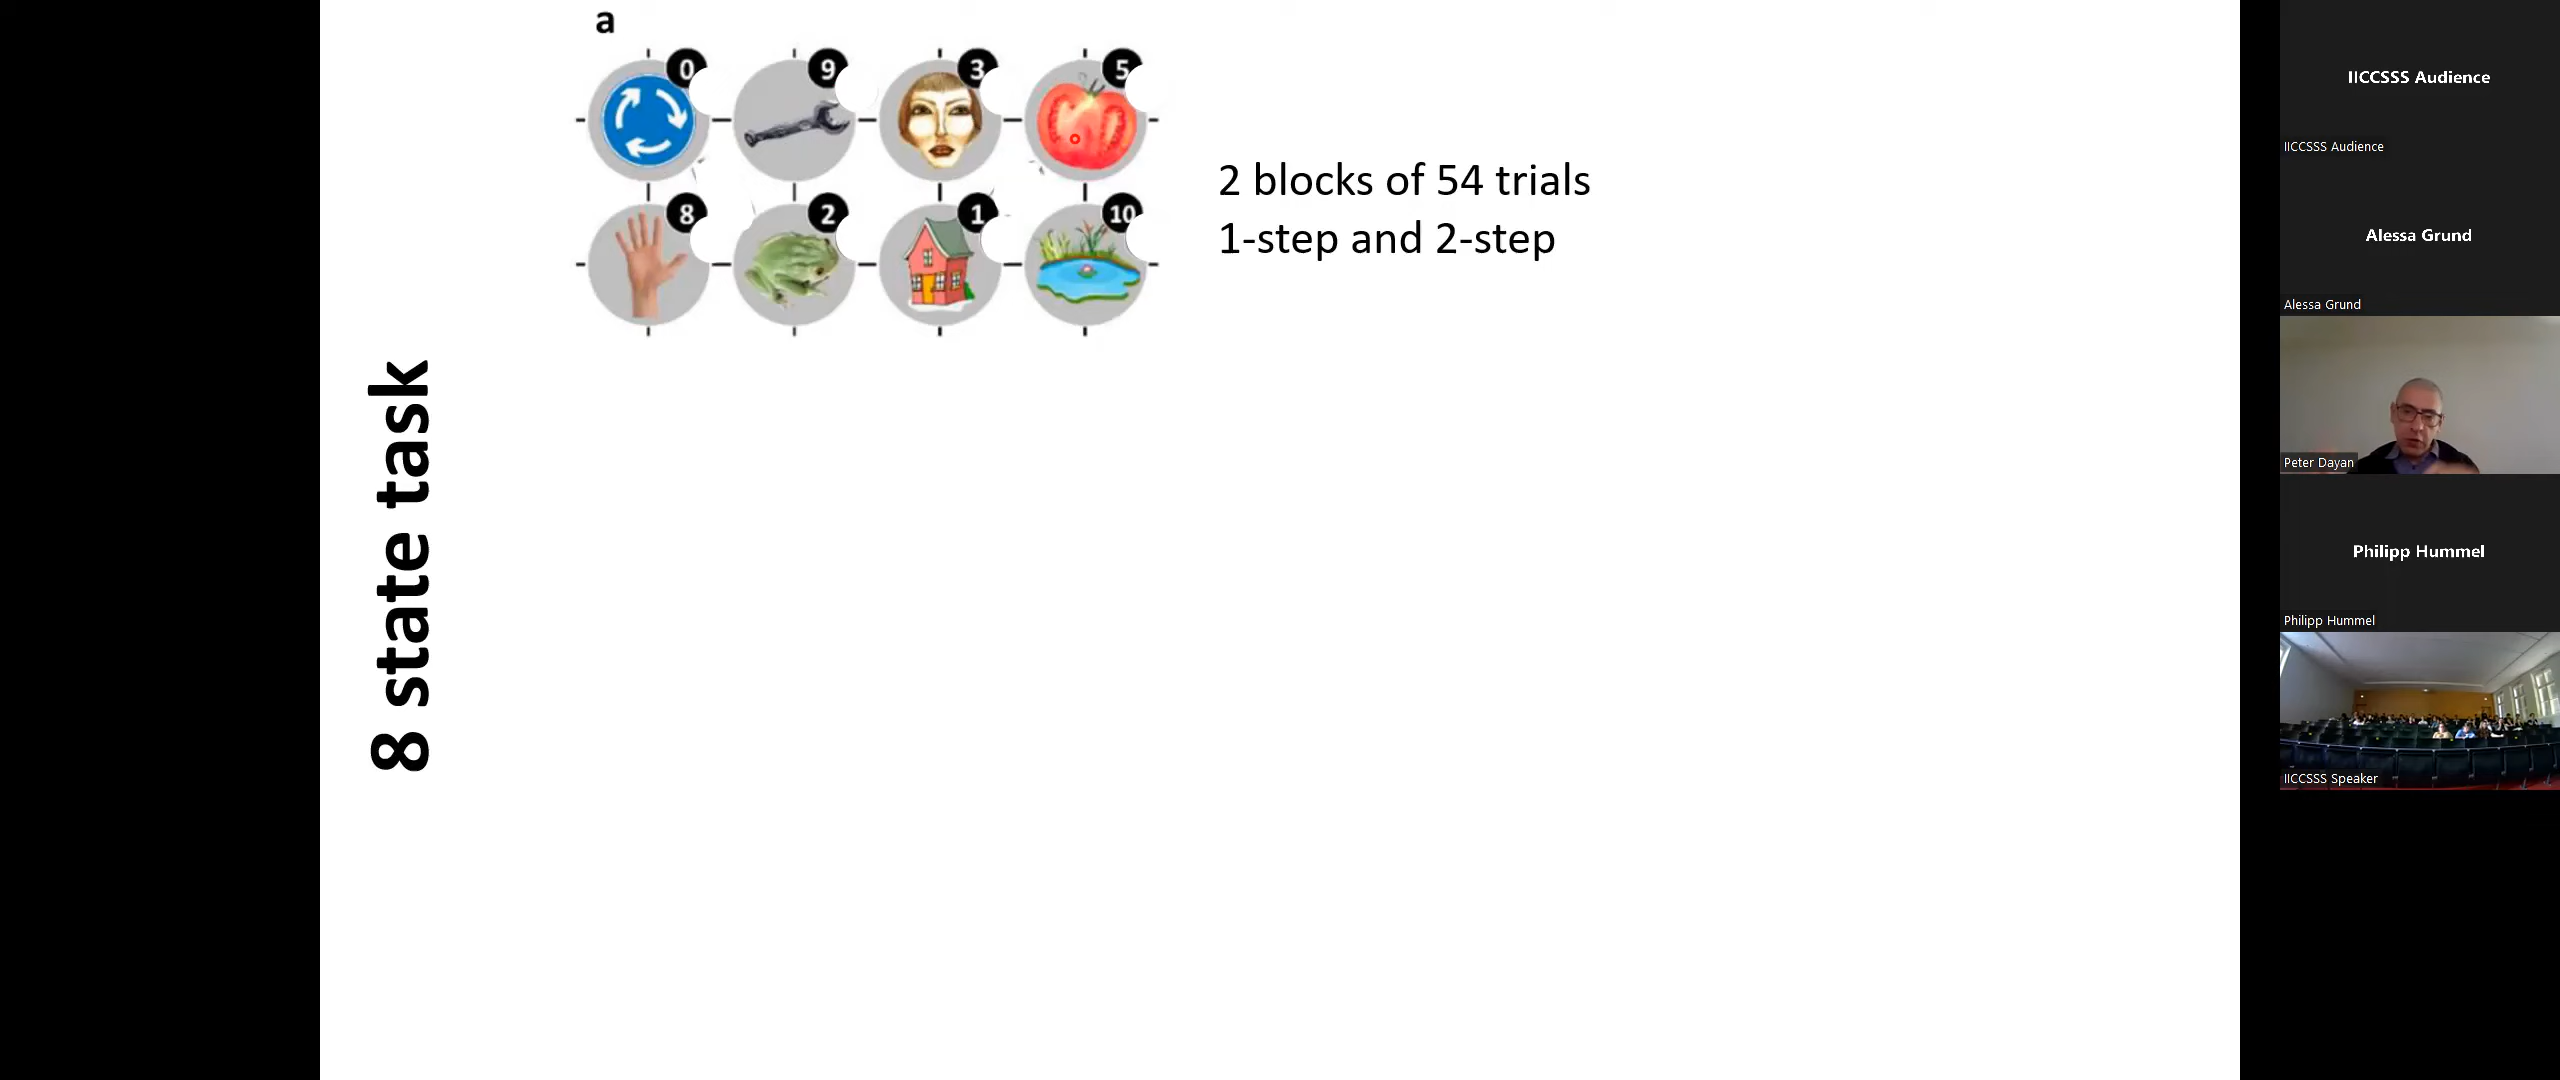 a
0
9
3
5
8
2
1
10
2 blocks of 54 trials
1-step and 2-step
8 state task
IICCSSS Audience
IICCSSS Audience
Alessa Grund
Alessa Grund
Peter Dayan
Philipp Hummel
Philipp Hummel
IICCSSS Speaker